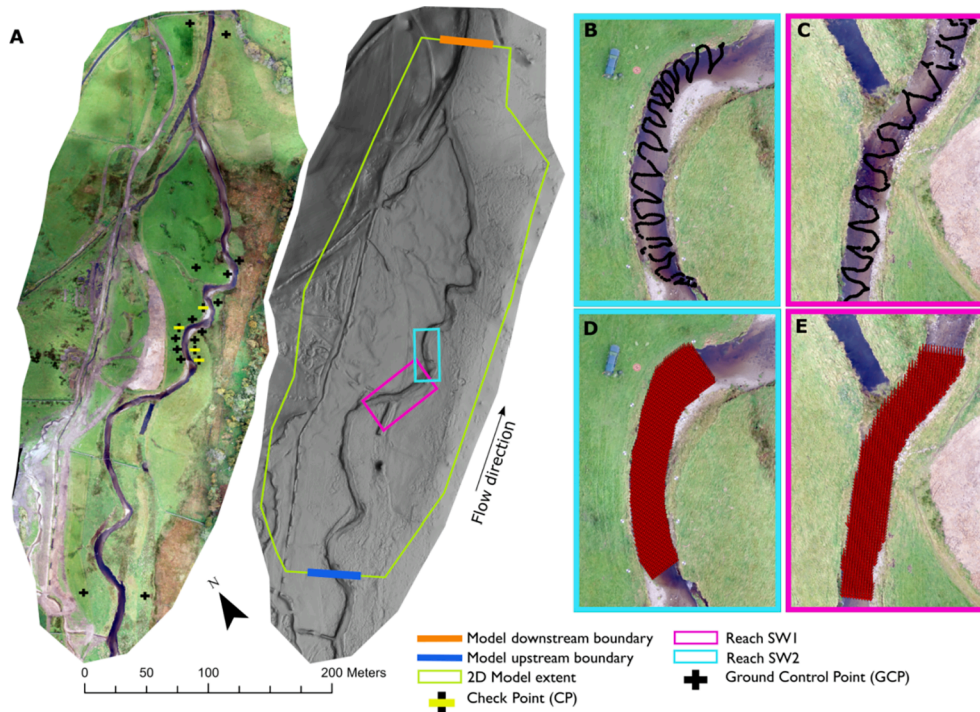 A
B
C
D
E
Flow direction
N
0 50 100 200 Meters
Model downstream boundary
Model upstream boundary
2D Model extent
Check Point (CP)
Reach SW1
Reach SW2
Ground Control Point (GCP)